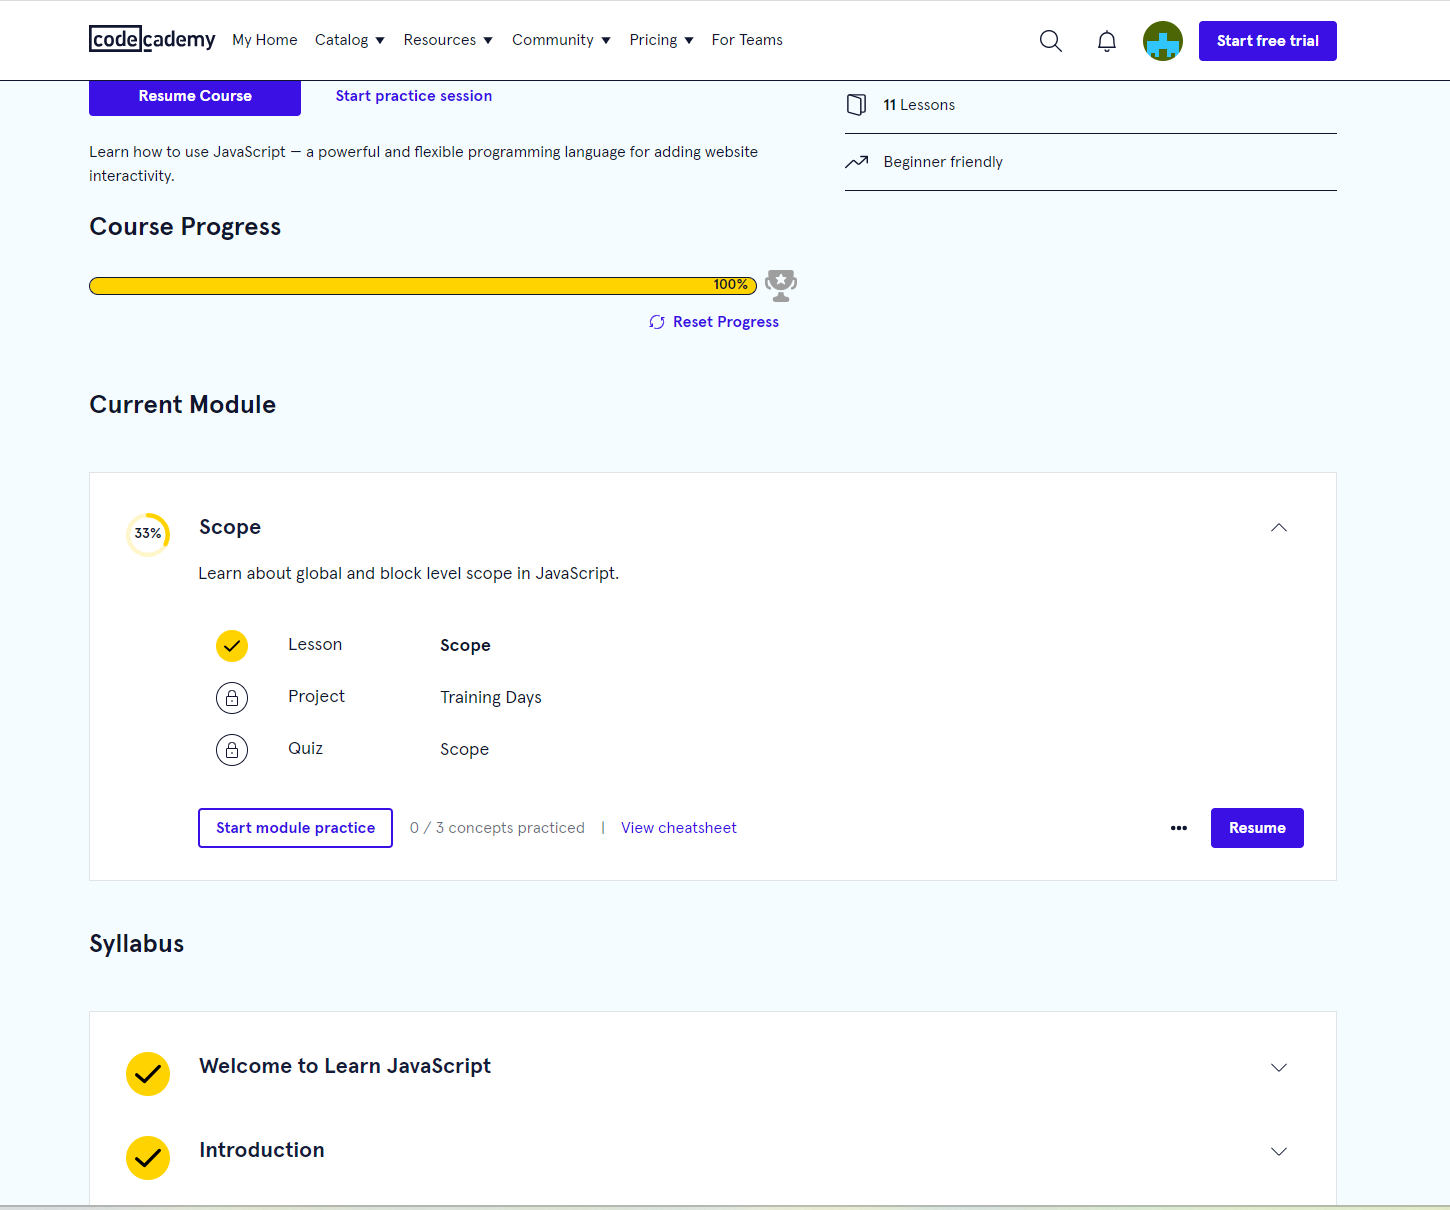 codecademy My Home Catalog Resources Community Pricing For Teams Start free trial
Resume Course Start practice session
11 Lessons
Beginner friendly
Learn how to use JavaScript — a powerful and flexible programming language for adding website
interactivity.
Course Progress
100%
Reset Progress
Current Module
33% Scope
Learn about global and block level scope in JavaScript.
Lesson Scope
Project Training Days
Quiz Scope
Start module practice 0 / 3 concepts practiced | View cheatsheet ••• Resume
Syllabus
Welcome to Learn JavaScript
Introduction